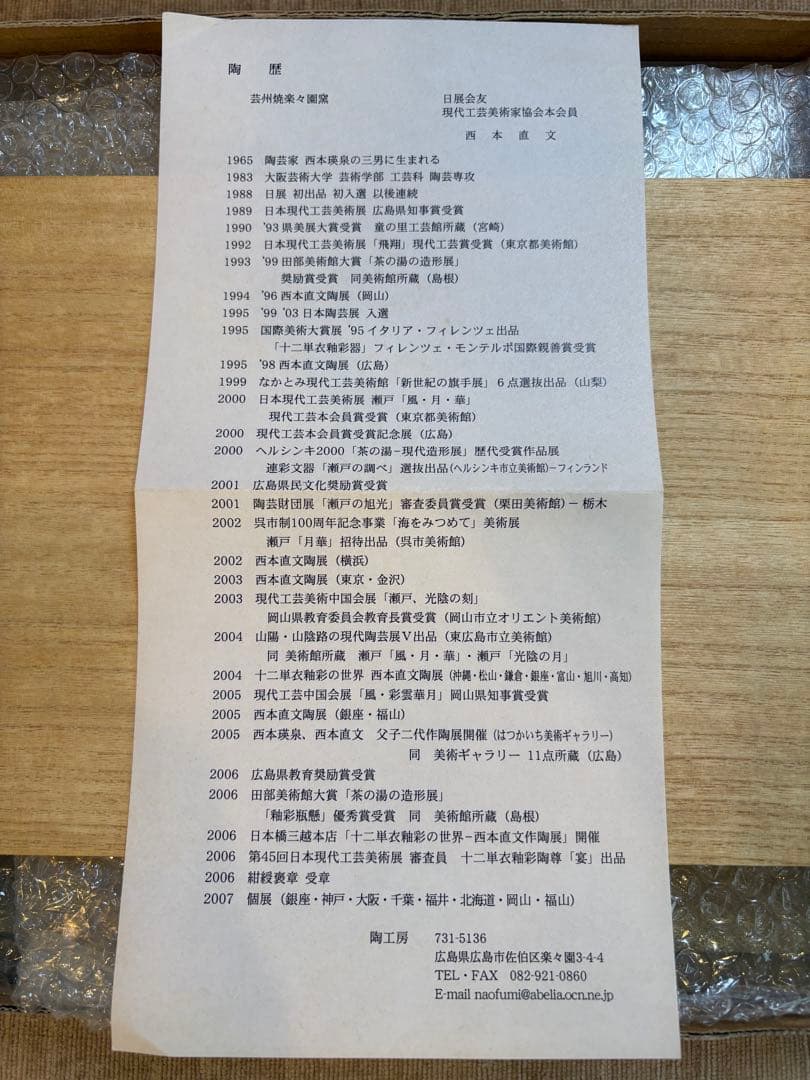 陶　歴
芸州焼楽々園窯　日展会友
現代工芸美術家協会本会員
西　本　直　文
1965　陶芸家 西本瑛泉の三男に生まれる
1983　大阪芸術大学 芸術学部 工芸科 陶芸専攻
1988　日展 初出品 初入選 以後連続
1989　日本現代工芸美術展 広島県知事賞受賞
1990　’93県美展大賞受賞　童の里工芸館所蔵（宮崎）
1992　日本現代工芸美術展「飛翔」現代工芸賞受賞（東京都美術館）
1993　’99田部美術館大賞「茶の湯の造形展」
奨励賞受賞　同美術館所蔵（島根）
1994　’96西本直文陶展（岡山）
1995　’99 ’03日本陶芸展 入選
1995　国際美術大賞展 ’95イタリア・フィレンツェ出品
「十二単衣釉彩器」フィレンツェ・モンテルポ国際親善賞受賞
1995　’98西本直文陶展（広島）
1999　なかとみ現代工芸美術館「新世紀の旗手展」６点選抜出品（山梨）
2000　日本現代工芸美術展 瀬戸「風・月・華」
現代工芸本会員賞受賞（東京都美術館）
2000　現代工芸本会員賞受賞記念展（広島）
2000　ヘルシンキ2000「茶の湯−現代造形展」歴代受賞作品展
連彩文器「瀬戸の調べ」選抜出品(ヘルシンキ市立美術館)−フィンランド
2001　広島県民文化奨励賞受賞
2001　陶芸財団展「瀬戸の旭光」審査委員賞受賞（栗田美術館）− 栃木
2002　呉市制100周年記念事業「海をみつめて」美術展
瀬戸「月華」招待出品（呉市美術館）
2002　西本直文陶展（横浜）
2003　西本直文陶展（東京・金沢）
2003　現代工芸美術中国会展「瀬戸、光陰の刻」
岡山県教育委員会教育長賞受賞（岡山市立オリエント美術館）
2004　山陽・山陰路の現代陶芸展Ⅴ出品（東広島市立美術館）
同 美術館所蔵　瀬戸「風・月・華」・瀬戸「光陰の月」
2004　十二単衣釉彩の世界 西本直文陶展（沖縄・松山・鎌倉・銀座・富山・旭川・高知）
2005　現代工芸中国会展「風・彩雲華月」岡山県知事賞受賞
2005　西本直文陶展（銀座・福山）
2005　西本瑛泉、西本直文　父子二代作陶展開催（はつかいち美術ギャラリー）
同　美術ギャラリー 11点所蔵（広島）
2006　広島県教育奨励賞受賞
2006　田部美術館大賞「茶の湯の造形展」
「釉彩瓶懸」優秀賞受賞　同　美術館所蔵（島根）
2006　日本橋三越本店「十二単衣釉彩の世界−西本直文作陶展」開催
2006　第45回日本現代工芸美術展 審査員　十二単衣釉彩陶尊「宴」出品
2006　紺綬褒章 受章
2007　個展（銀座・神戸・大阪・千葉・福井・北海道・岡山・福山）
陶工房　731-5136
広島県広島市佐伯区楽々園3-4-4
TEL・FAX　082-921-0860
E-mail naofumi@abelia.ocn.ne.jp